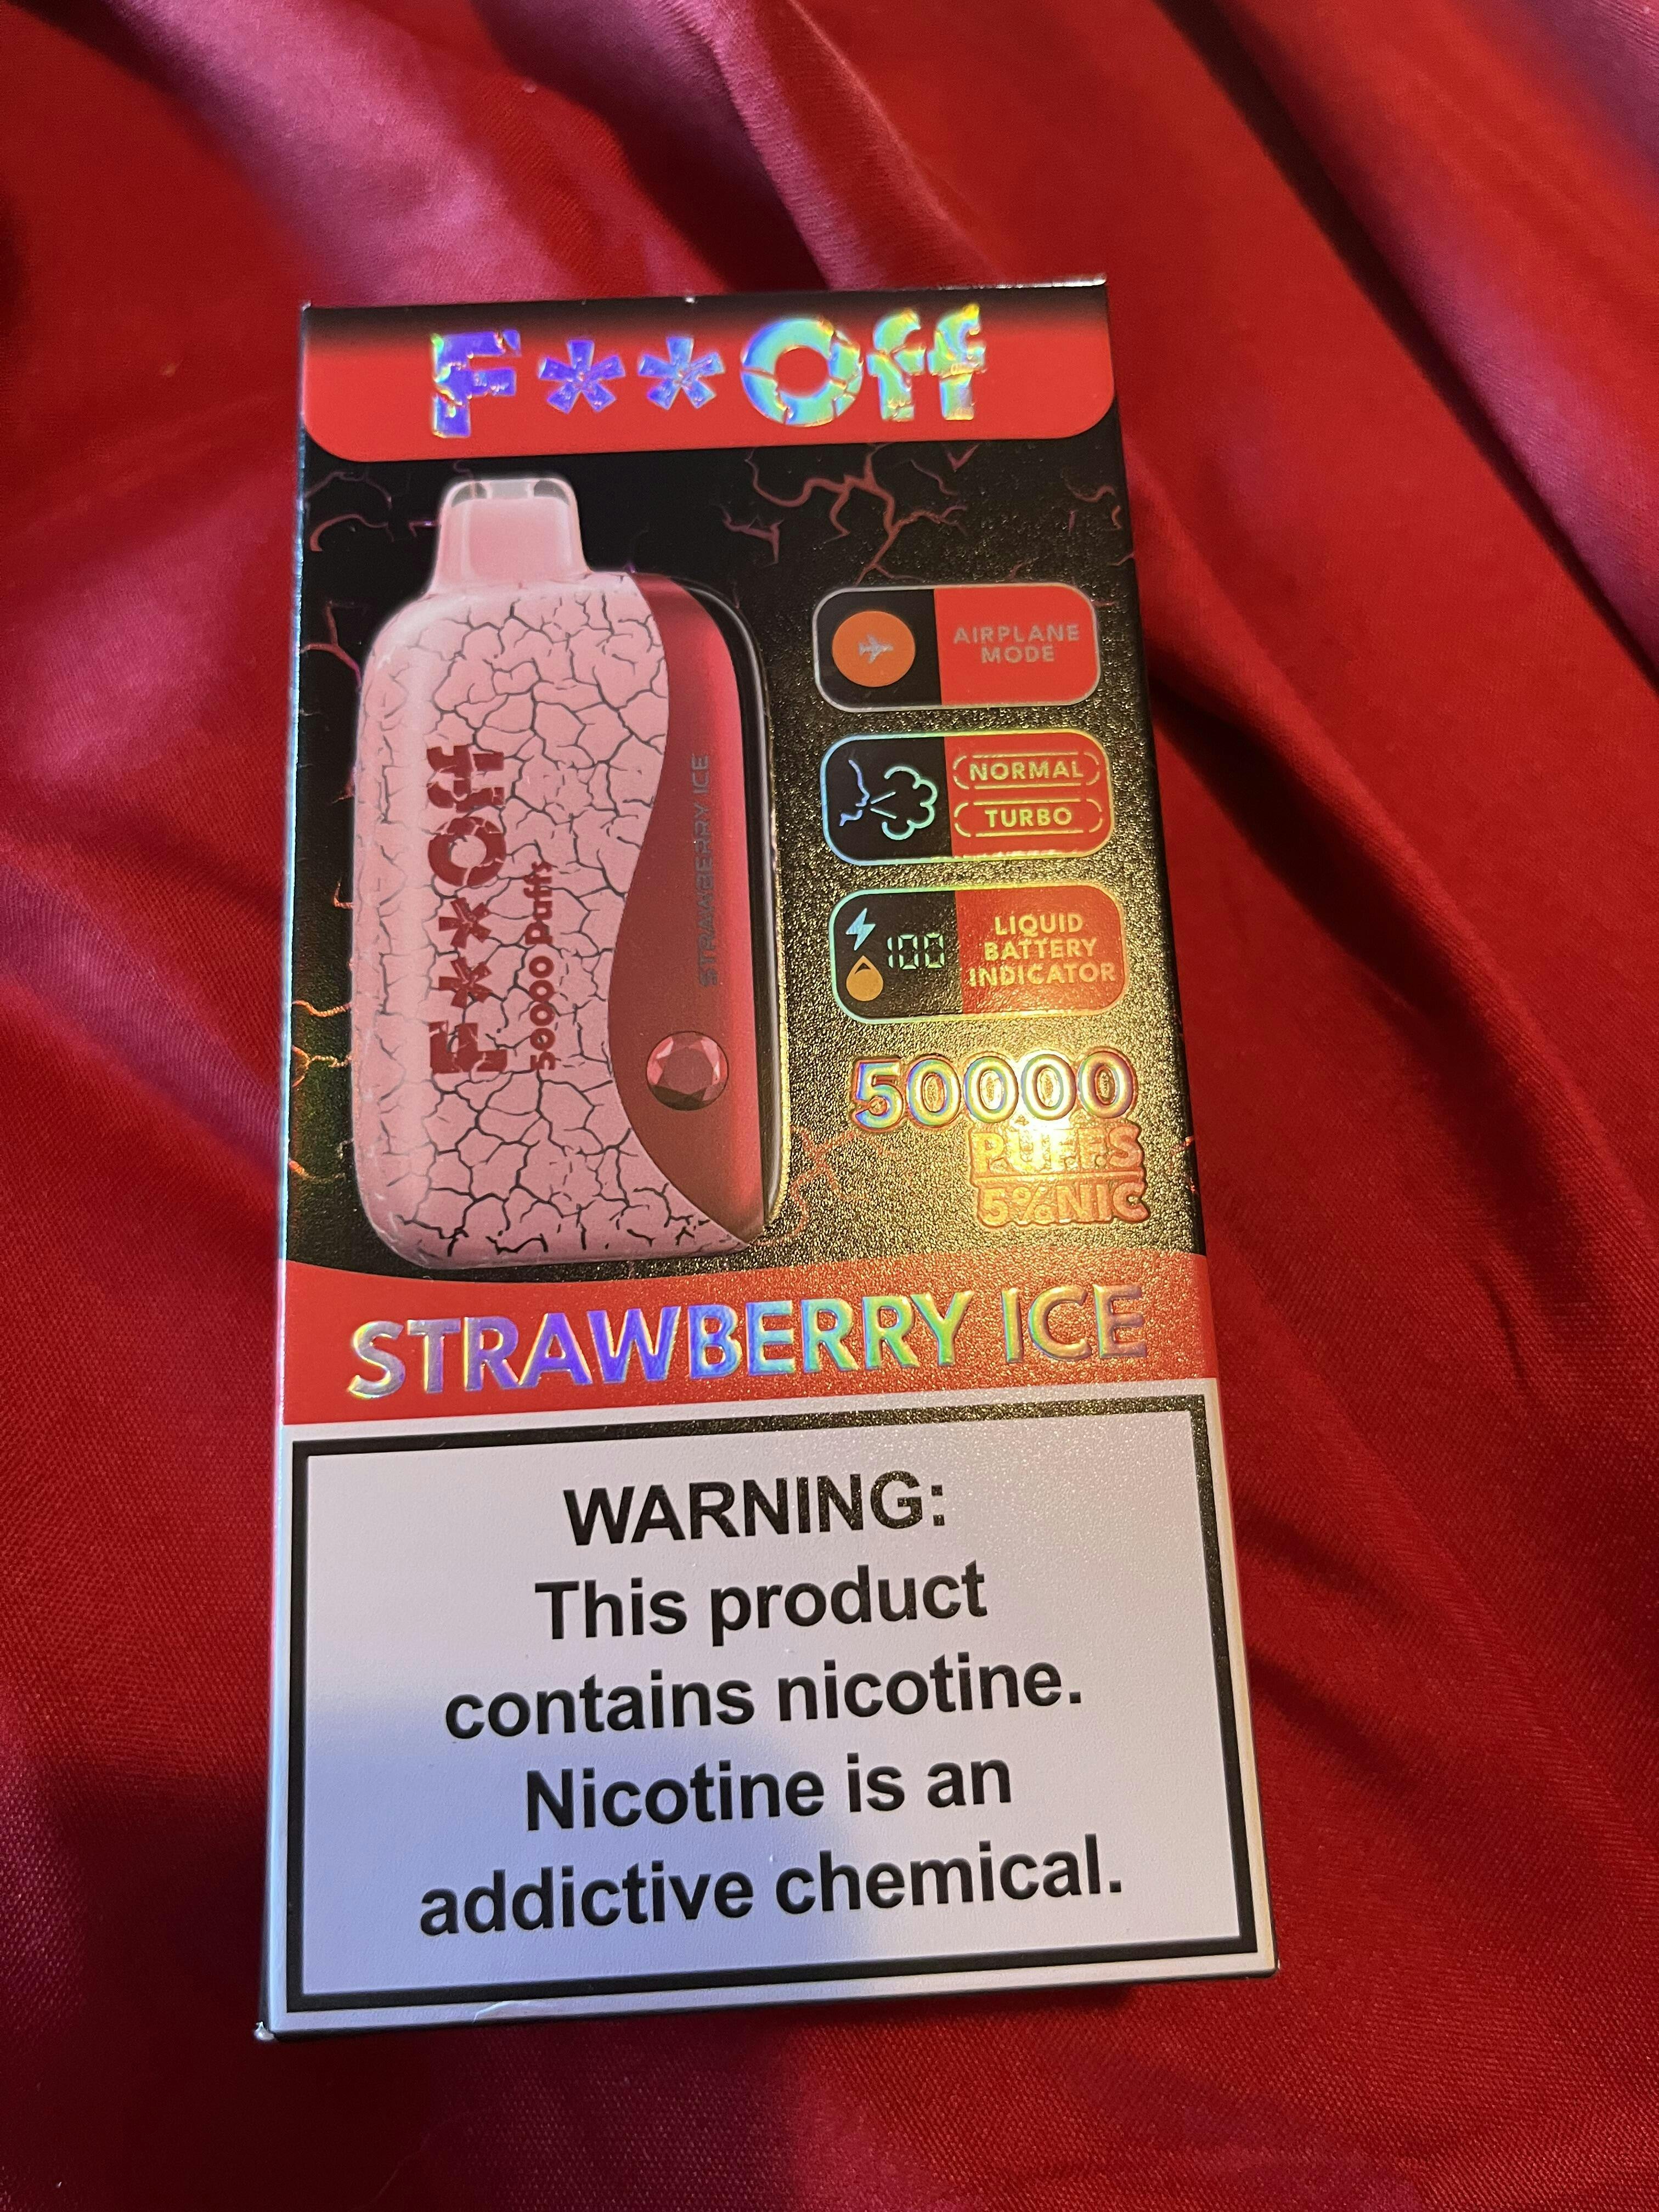 F**Off
F**Off
50000 Puffs
STRAWBERRY ICE
AIRPLANE
MODE
NORMAL
TURBO
100
LIQUID
BATTERY
INDICATOR
50000
PUFFS
5%NIC
STRAWBERRY ICE
WARNING:
This product
contains nicotine.
Nicotine is an
addictive chemical.